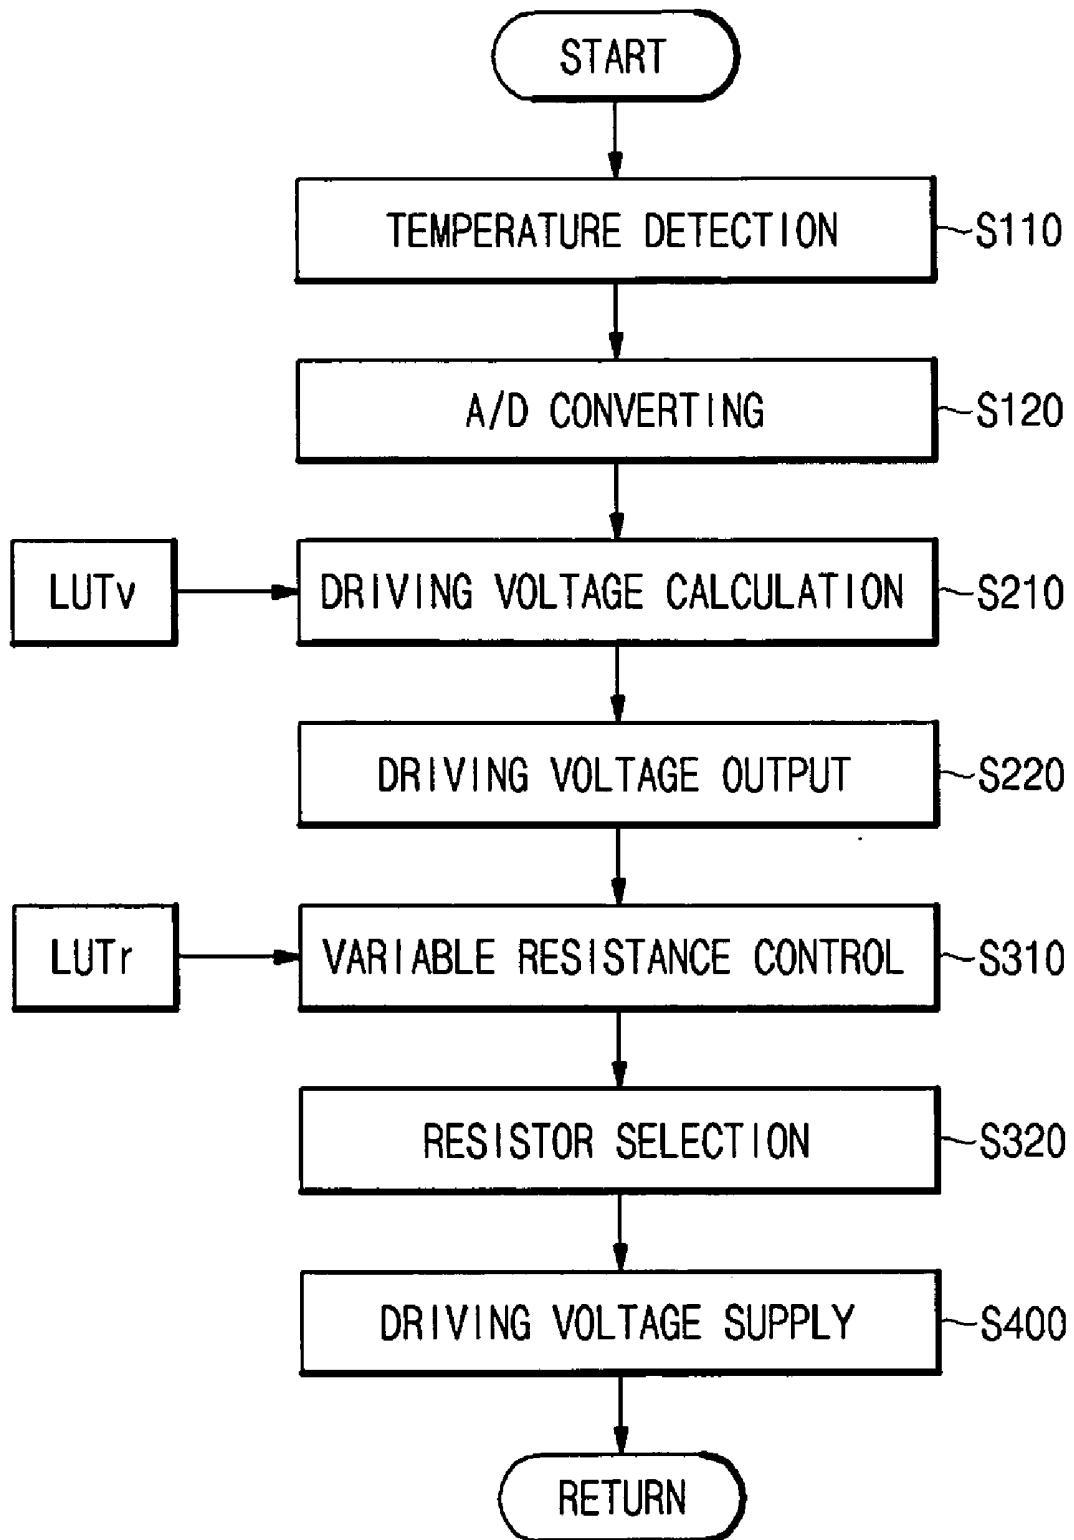 START
TEMPERATURE DETECTION
S110
A/D CONVERTING
S120
LUTv
DRIVING VOLTAGE CALCULATION
S210
DRIVING VOLTAGE OUTPUT
S220
LUTr
VARIABLE RESISTANCE CONTROL
S310
RESISTOR SELECTION
S320
DRIVING VOLTAGE SUPPLY
S400
RETURN